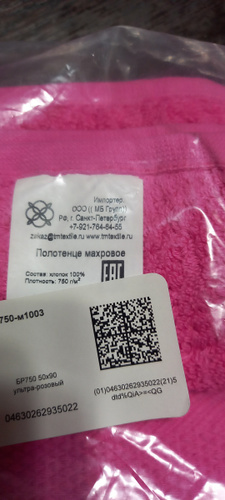 Импортер
ООО (( МБ Групп))
РФ, г. Санкт-Петербург
+7-921-764-64-55
zakaz@tmtextile.ru www.tmtextile.ru
Полотенце махровое
Состав: хлопок 100%
Плотность: 750 г/м²
EAC
750-м1003
БР750 50х90
ультра-розовый
04630262935022
(01)04630262935022(21)5
dtd%QiA>=<QG